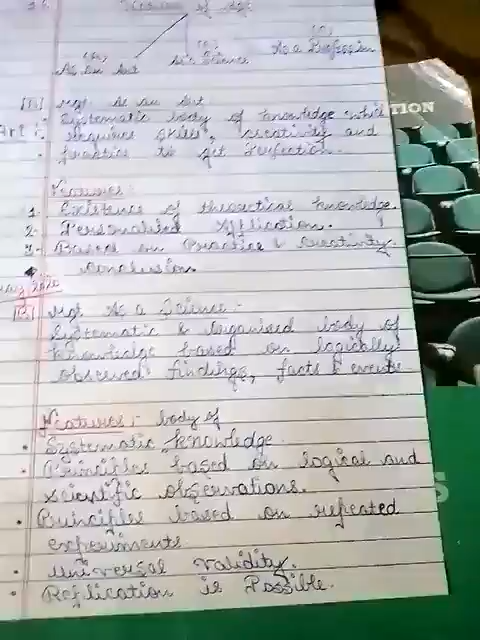 Nature of Mgt
(A) (B) (C)
As an Art As a Science As a Profession
[A] Mgt. As an Art
Art : Systematic body of knowledge which
requires skills, creativity and
practice to get Perfection.
Features :
1. Existence of theoretical knowledge.
2. Personalised Application.
3. Based on Practice & creativity.
Conclusion.
May 2020
[B] Mgt As a Science :-
Systematic & organised body of
knowledge based on logically
observed findings, facts & events
Features :- body of
• Systematic knowledge
• Principles based on logical and
scientific observations.
• Principles based on repeated
experiments
• Universal validity.
• Replication is Possible.
TION
S